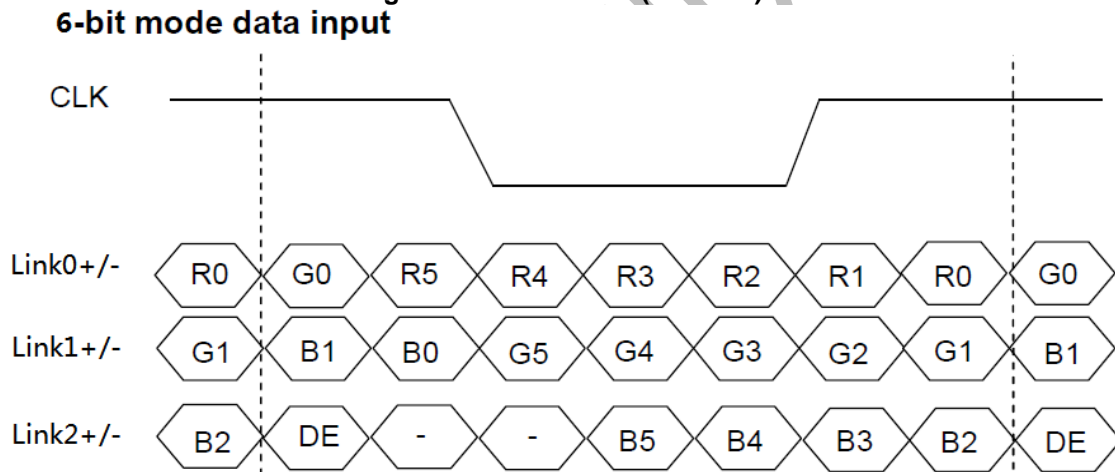 6-bit mode data input
CLK
Link0+/- R0 G0 R5 R4 R3 R2 R1 R0 G0
Link1+/- G1 B1 B0 G5 G4 G3 G2 G1 B1
Link2+/- B2 DE - - B5 B4 B3 B2 DE